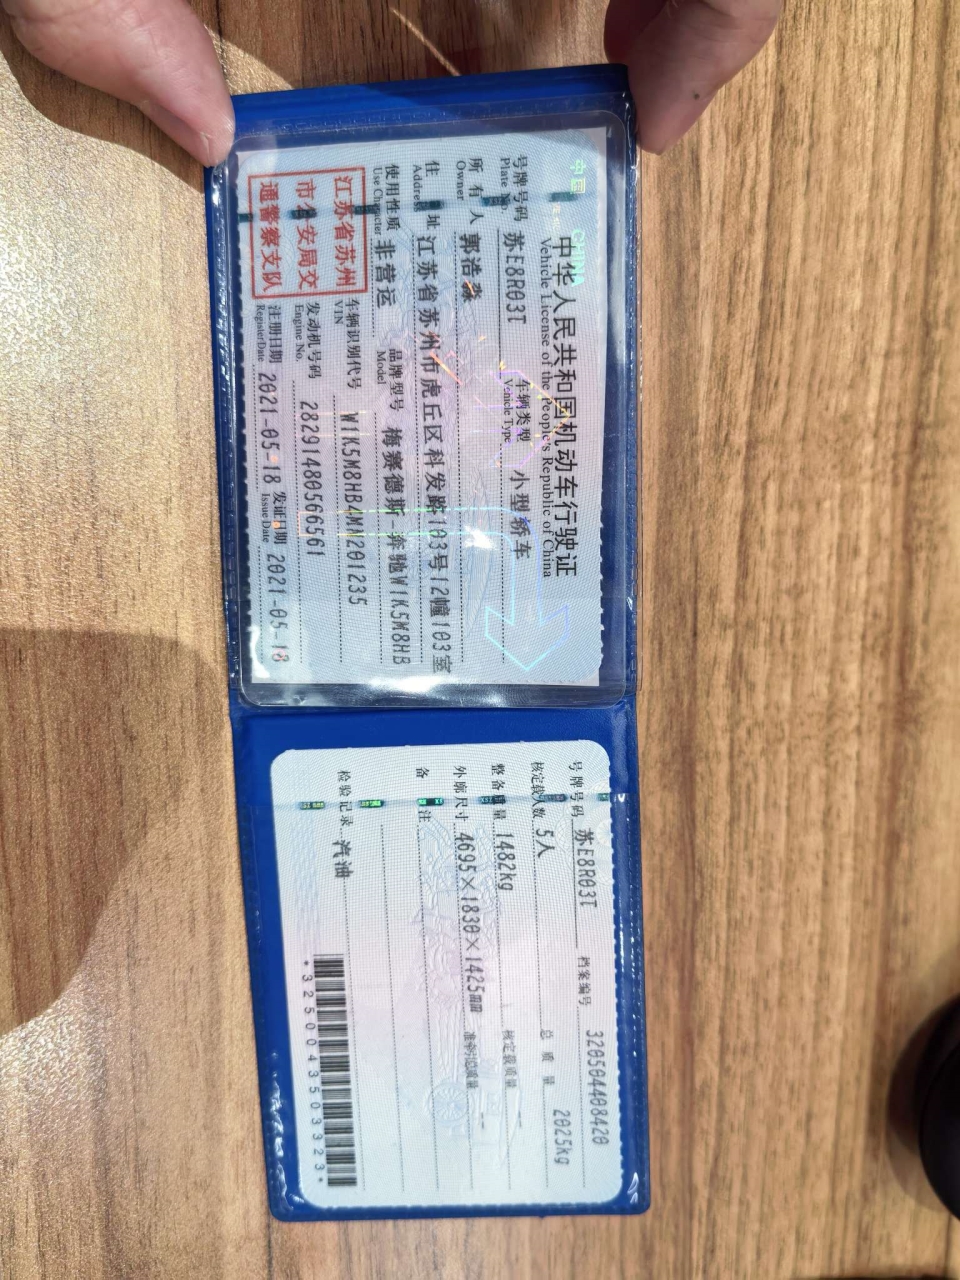 中国 CHINA
中华人民共和国机动车行驶证
Vehicle License of the People's Republic of China
号牌号码 苏E8R03T 车辆类型 小型轿车
Plate No. Vehicle Type
所有人 郭浩淼
Owner
住址 江苏省苏州市虎丘区科发路103号12幢103室
Address
使用性质 非营运 品牌型号 梅赛德斯-奔驰W1K5M8HB
Use Character Model
江苏省苏州
市公安局交
通警察支队
车辆识别代号 W1K5M8HB4MN201235
VIN
发动机号码 28291480566561
Engine No.
注册日期 2021-05-18 发证日期 2021-05-18
Register Date Issue Date
号牌号码 苏E8R03T 档案编号 320504408420
核定载人数 5人 总质量 2025kg
整备质量 1482kg 核定载质量 --
外廓尺寸 4695×1830×1425mm 准牵引总质量 --
备注
检验记录 汽油
*3250043503323*